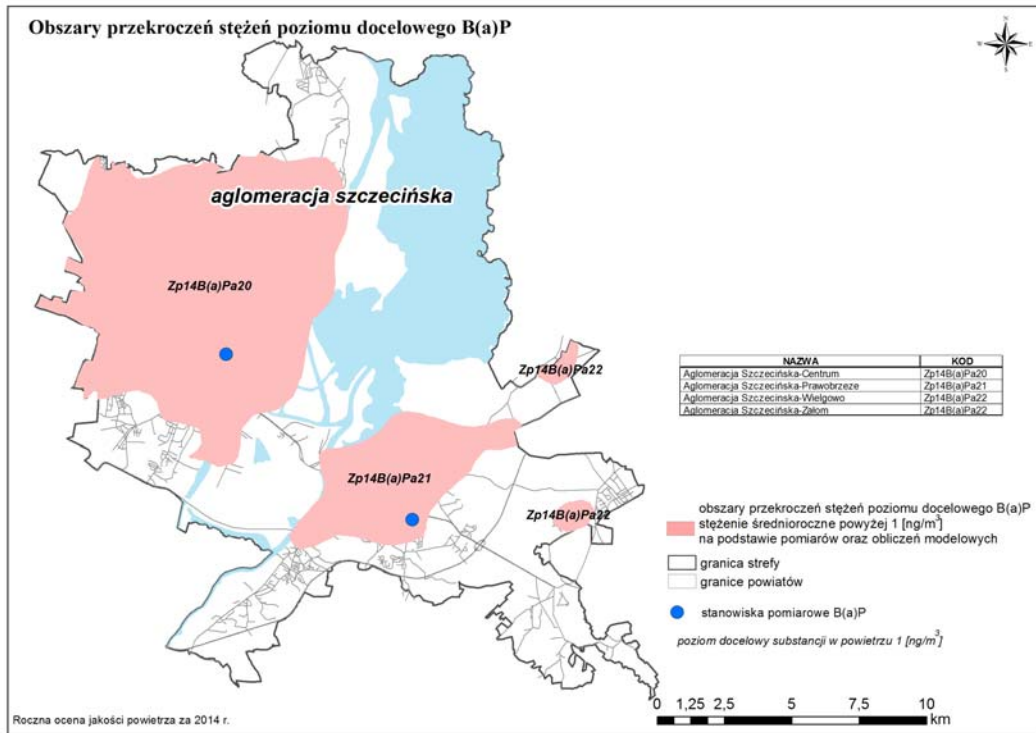 Obszary przekroczeń stężeń poziomu docelowego B(a)P
N
W E
S
aglomeracja szczecińska
Zp14B(a)Pa20
Zp14B(a)Pa22
Zp14B(a)Pa21
Zp14B(a)Pa22
NAZWA KOD
Aglomeracja Szczecińska-Centrum Zp14B(a)Pa20
Aglomeracja Szczecińska-Prawobrzeze Zp14B(a)Pa21
Aglomeracja Szczecinska-Wielgowo Zp14B(a)Pa22
Aglomeracja Szczecińska-Załom Zp14B(a)Pa22
obszary przekroczeń stężeń poziomu docelowego B(a)P
stężenie średnioroczne powyżej 1 [ng/m³]
na podstawie pomiarów oraz obliczeń modelowych
granica strefy
granice powiatów
stanowiska pomiarowe B(a)P
poziom docelowy substancji w powietrzu 1 [ng/m³]
0 1,25 2,5 5 7,5 10
km
Roczna ocena jakości powietrza za 2014 r.